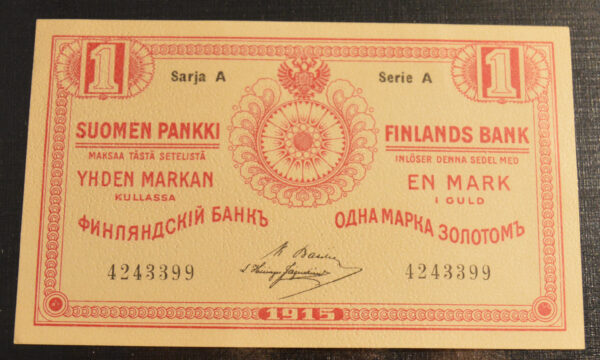 1 1
Sarja A Serie A
SUOMEN PANKKI
MAKSAA TÄSTÄ SETELISTÄ
YHDEN MARKAN
KULLASSA
FINLANDS BANK
INLÖSER DENNA SEDEL MED
EN MARK
I GULD
ФИНЛЯНДСКІЙ БАНКЪ ОДНА МАРКА ЗОЛОТОМЪ
4243399 4243399
1915